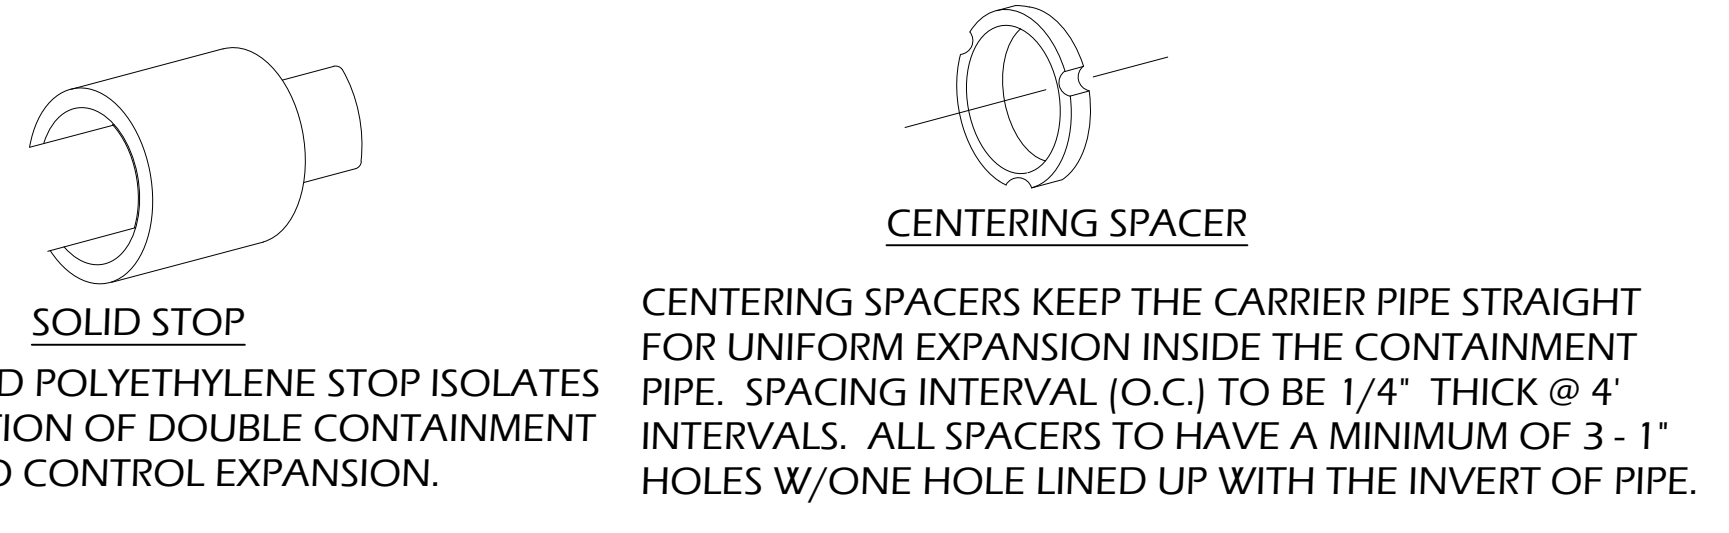 SOLID STOP
D POLYETHYLENE STOP ISOLATES
TION OF DOUBLE CONTAINMENT
D CONTROL EXPANSION.
CENTERING SPACER
CENTERING SPACERS KEEP THE CARRIER PIPE STRAIGHT
FOR UNIFORM EXPANSION INSIDE THE CONTAINMENT
PIPE.  SPACING INTERVAL (O.C.) TO BE 1/4"  THICK @ 4'
INTERVALS.  ALL SPACERS TO HAVE A MINIMUM OF 3 - 1"
HOLES W/ONE HOLE LINED UP WITH THE INVERT OF PIPE.